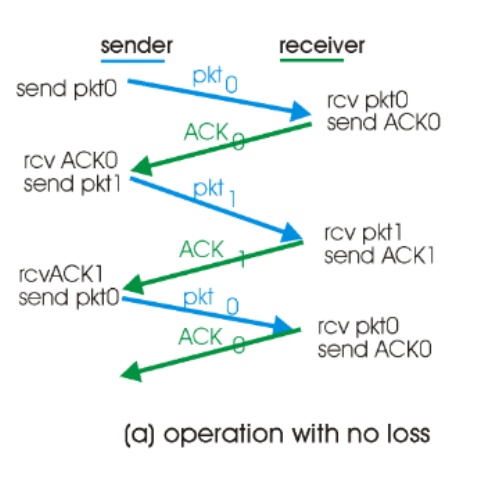 sender receiver
send pkt0
pkt 0
rcv pkt0
send ACK0
ACK 0
rcv ACK0
send pkt1
pkt 1
rcv pkt1
send ACK1
ACK 1
rcvACK1
send pkt0
pkt 0
rcv pkt0
send ACK0
ACK 0
(a) operation with no loss